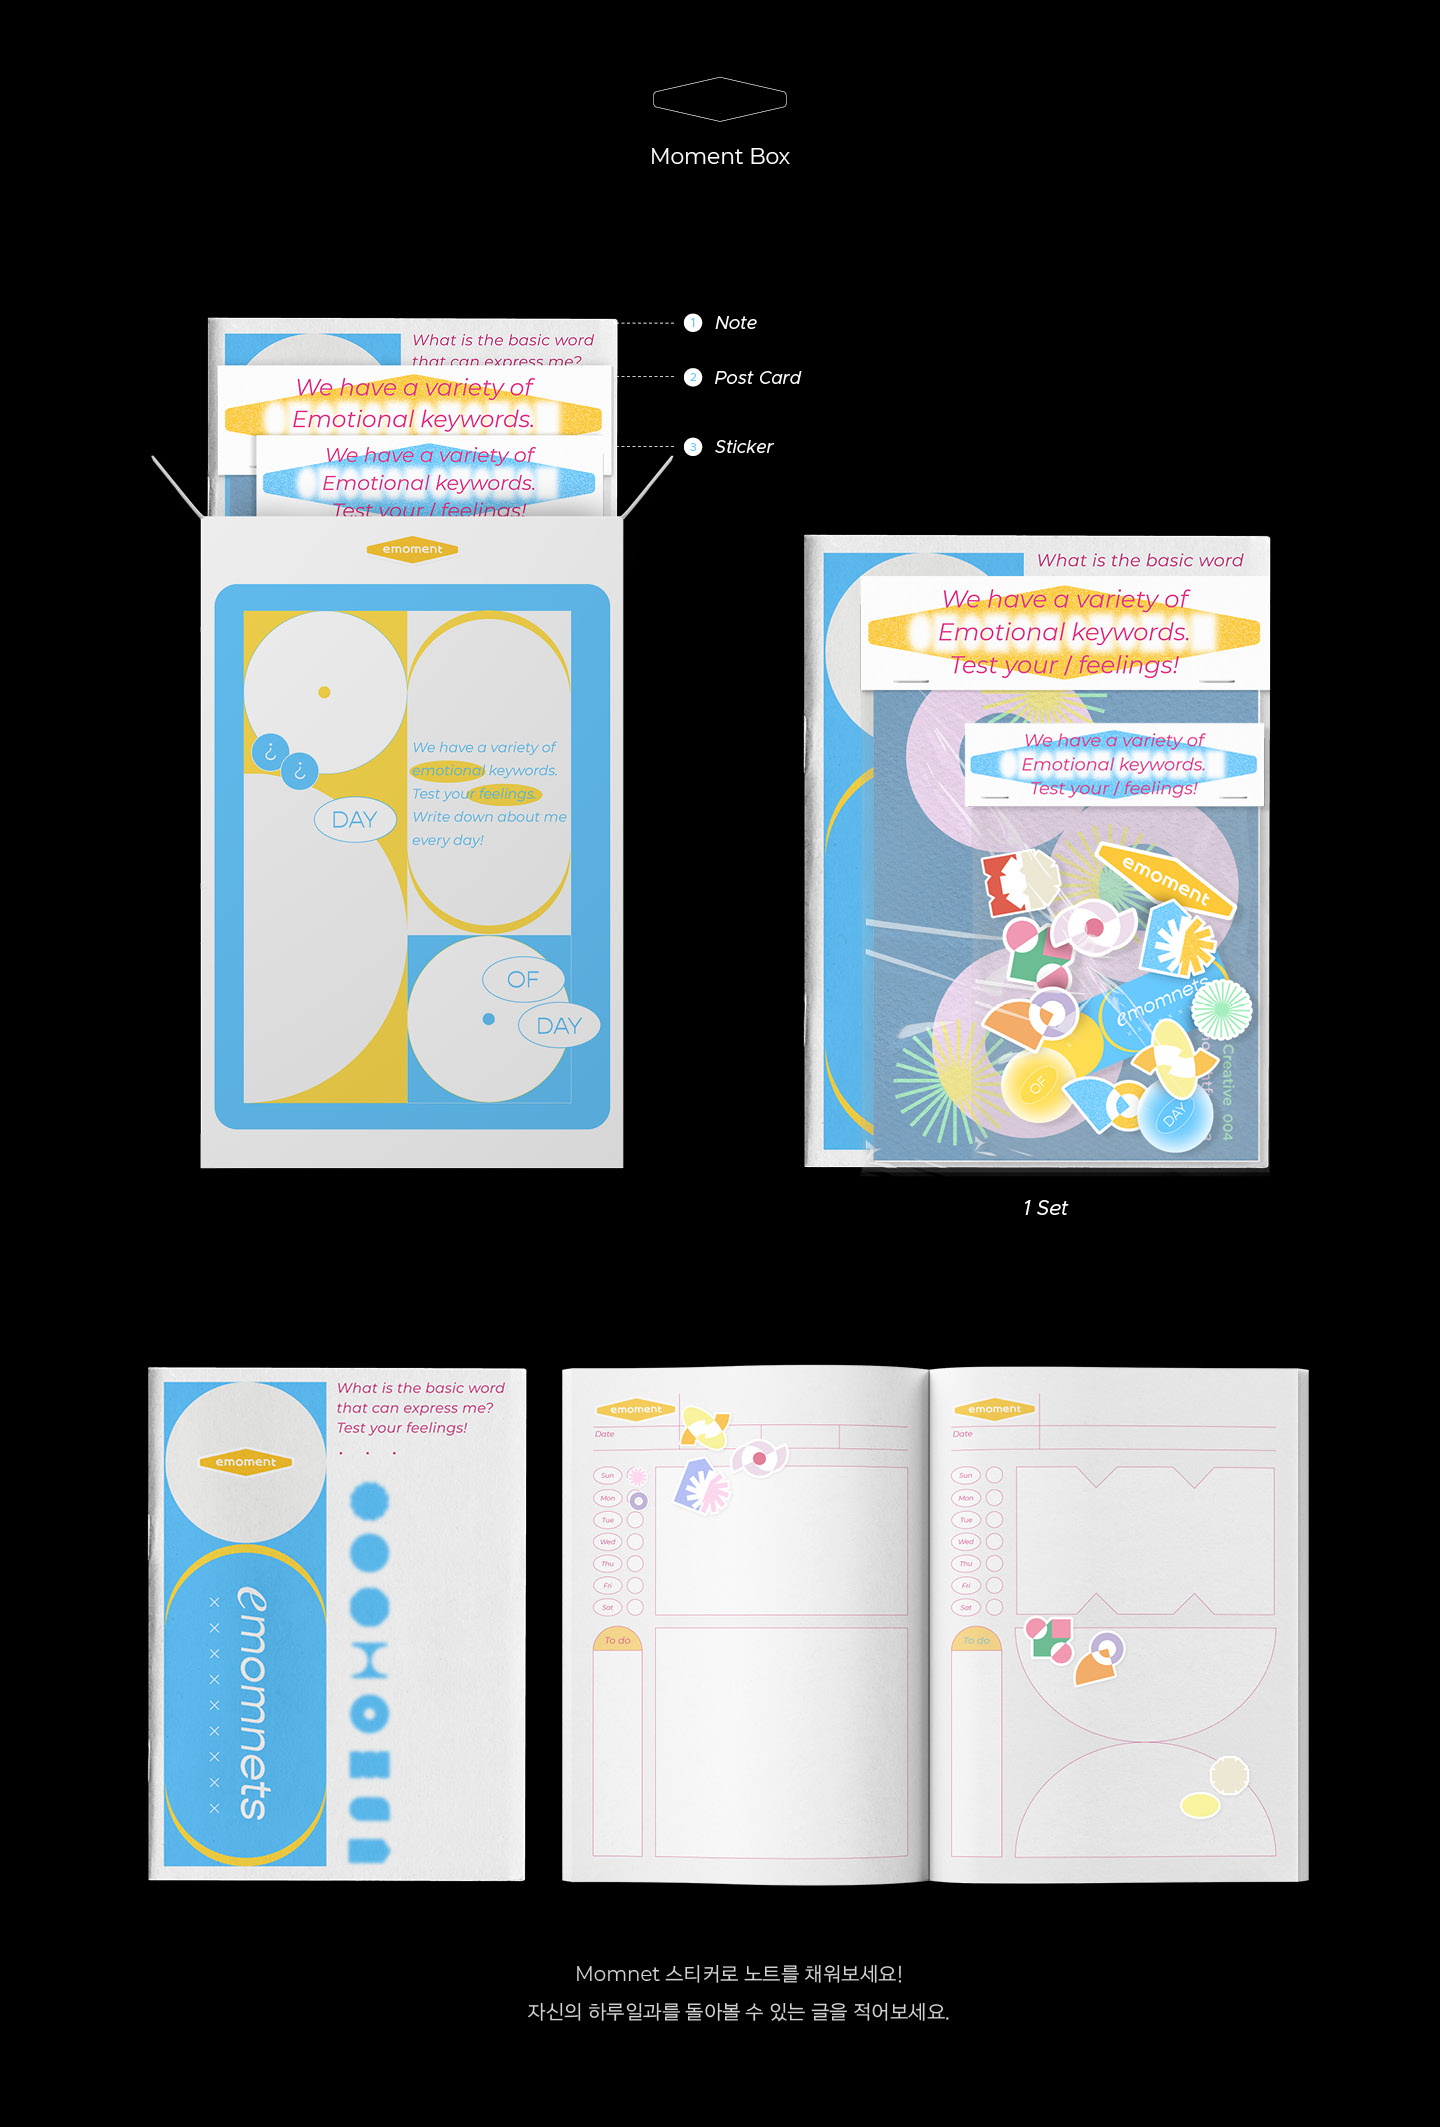 Moment Box
1 Note
2 Post Card
3 Sticker
What is the basic word
that can express me?
We have a variety of
Emotional keywords.
We have a variety of
Emotional keywords.
Test your / feelings!
emoment
¿
¿
DAY
We have a variety of
emotional keywords.
Test your feelings.
Write down about me
every day!
OF
DAY
What is the basic word
We have a variety of
Emotional keywords.
Test your / feelings!
We have a variety of
Emotional keywords.
Test your / feelings!
emoment
emomnets
Creative 004
OF
DAY
1 Set
What is the basic word
that can express me?
Test your feelings!
. . .
emoment
emomnets
× × × × × × × × ×
emoment
Date
Sun
Mon
Tue
Wed
Thu
Fri
Sat
To do
emoment
Date
Sun
Mon
Tue
Wed
Thu
Fri
Sat
To do
Momnet 스티커로 노트를 채워보세요!
자신의 하루일과를 돌아볼 수 있는 글을 적어보세요.